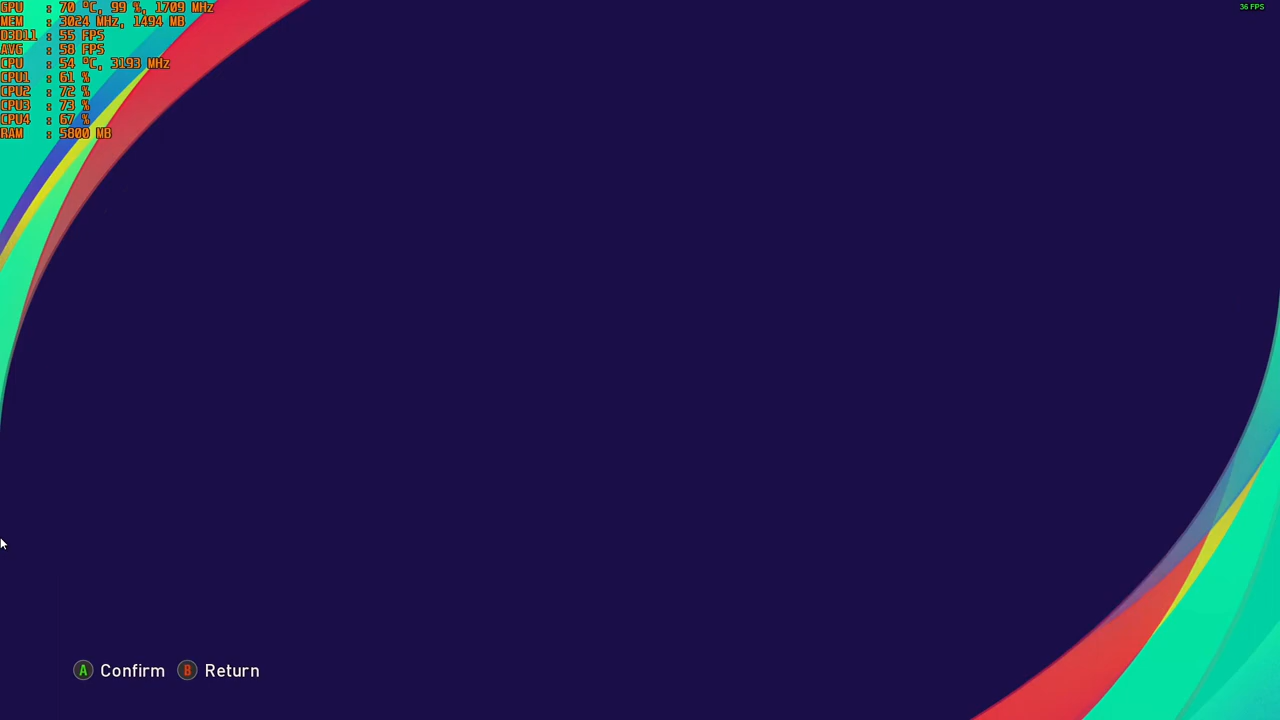 GPU : 70 °C, 99 %, 1709 MHz
36 FPS
MEM : 3024 MHz, 1494 MB
D3D11 : 55 FPS
AVG : 58 FPS
CPU : 54 °C, 3193 MHz
CPU1 : 61 %
CPU2 : 72 %
CPU3 : 73 %
CPU4 : 67 %
RAM : 5800 MB
A Confirm B Return